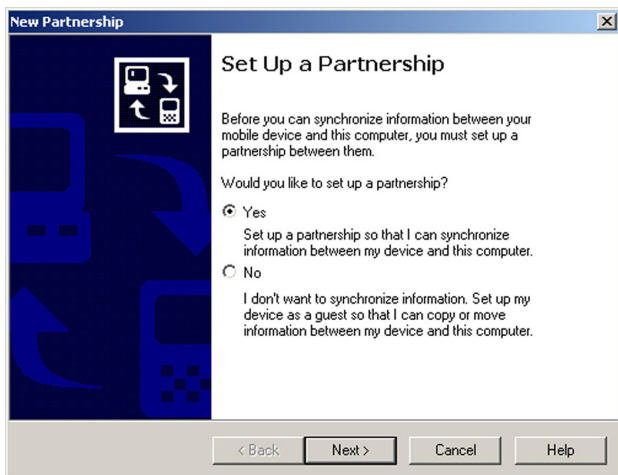 New Partnership
Set Up a Partnership
Before you can synchronize information between your
mobile device and this computer, you must set up a
partnership between them.
Would you like to set up a partnership?
Yes
Set up a partnership so that I can synchronize
information between my device and this computer.
No
I don't want to synchronize information. Set up my
device as a guest so that I can copy or move
information between my device and this computer.
< Back
Next >
Cancel
Help